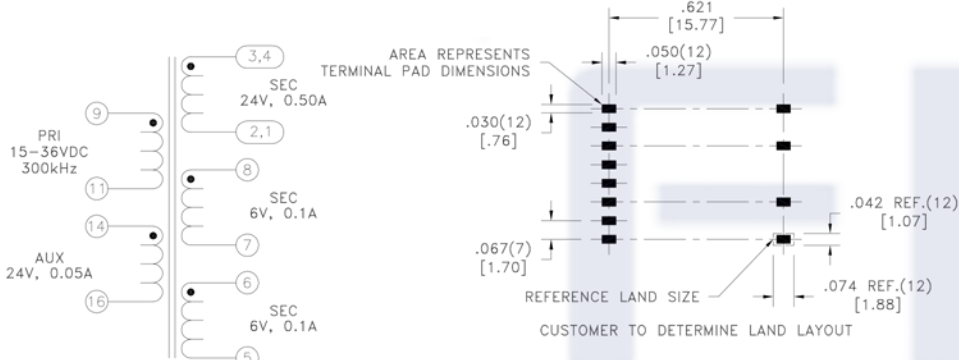 3,4
SEC
24V, 0.50A
2,1
9
PRI
15-36VDC
300kHz
11
8
SEC
6V, 0.1A
7
14
AUX
24V, 0.05A
16
6
SEC
6V, 0.1A
5
.621
[15.77]
AREA REPRESENTS
TERMINAL PAD DIMENSIONS
.050(12)
[1.27]
.030(12)
[.76]
.042 REF.(12)
[1.07]
.067(7)
[1.70]
.074 REF.(12)
[1.88]
REFERENCE LAND SIZE
CUSTOMER TO DETERMINE LAND LAYOUT